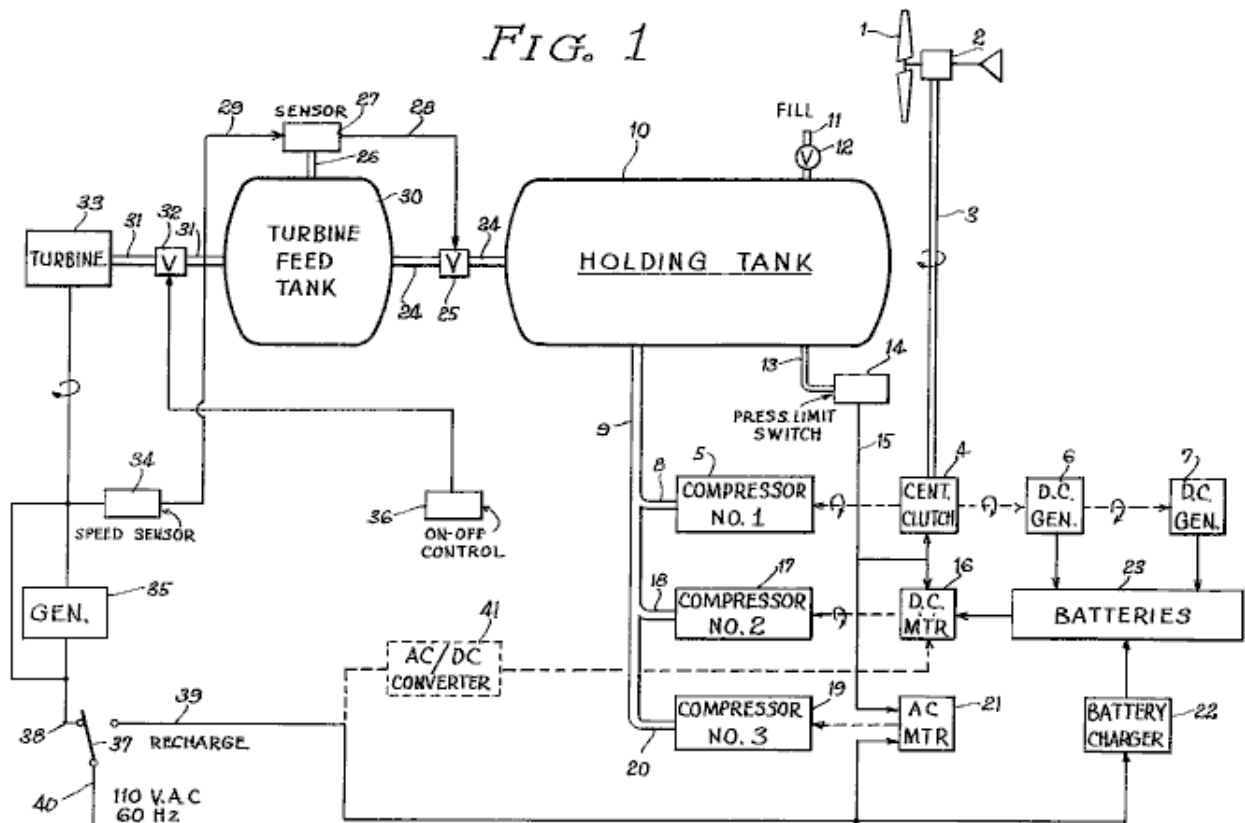 FIG. 1
1
2
3
29
SENSOR
27
28
26
FILL
11
V
12
10
33
31
32
31
30
TURBINE
V
TURBINE
FEED
TANK
24
V
24
25
HOLDING TANK
13
14
PRESS. LIMIT
SWITCH
15
9
34
SPEED SENSOR
36
ON-OFF
CONTROL
8
5
COMPRESSOR
NO. 1
4
CENT.
CLUTCH
6
D.C.
GEN.
7
D.C.
GEN.
35
GEN.
18
17
COMPRESSOR
NO. 2
16
D.C.
MTR
23
BATTERIES
41
AC/DC
CONVERTER
38
37
39
RECHARGE
20
19
COMPRESSOR
NO. 3
AC
MTR
21
BATTERY
CHARGER
22
40
110 V.A.C
60 Hz